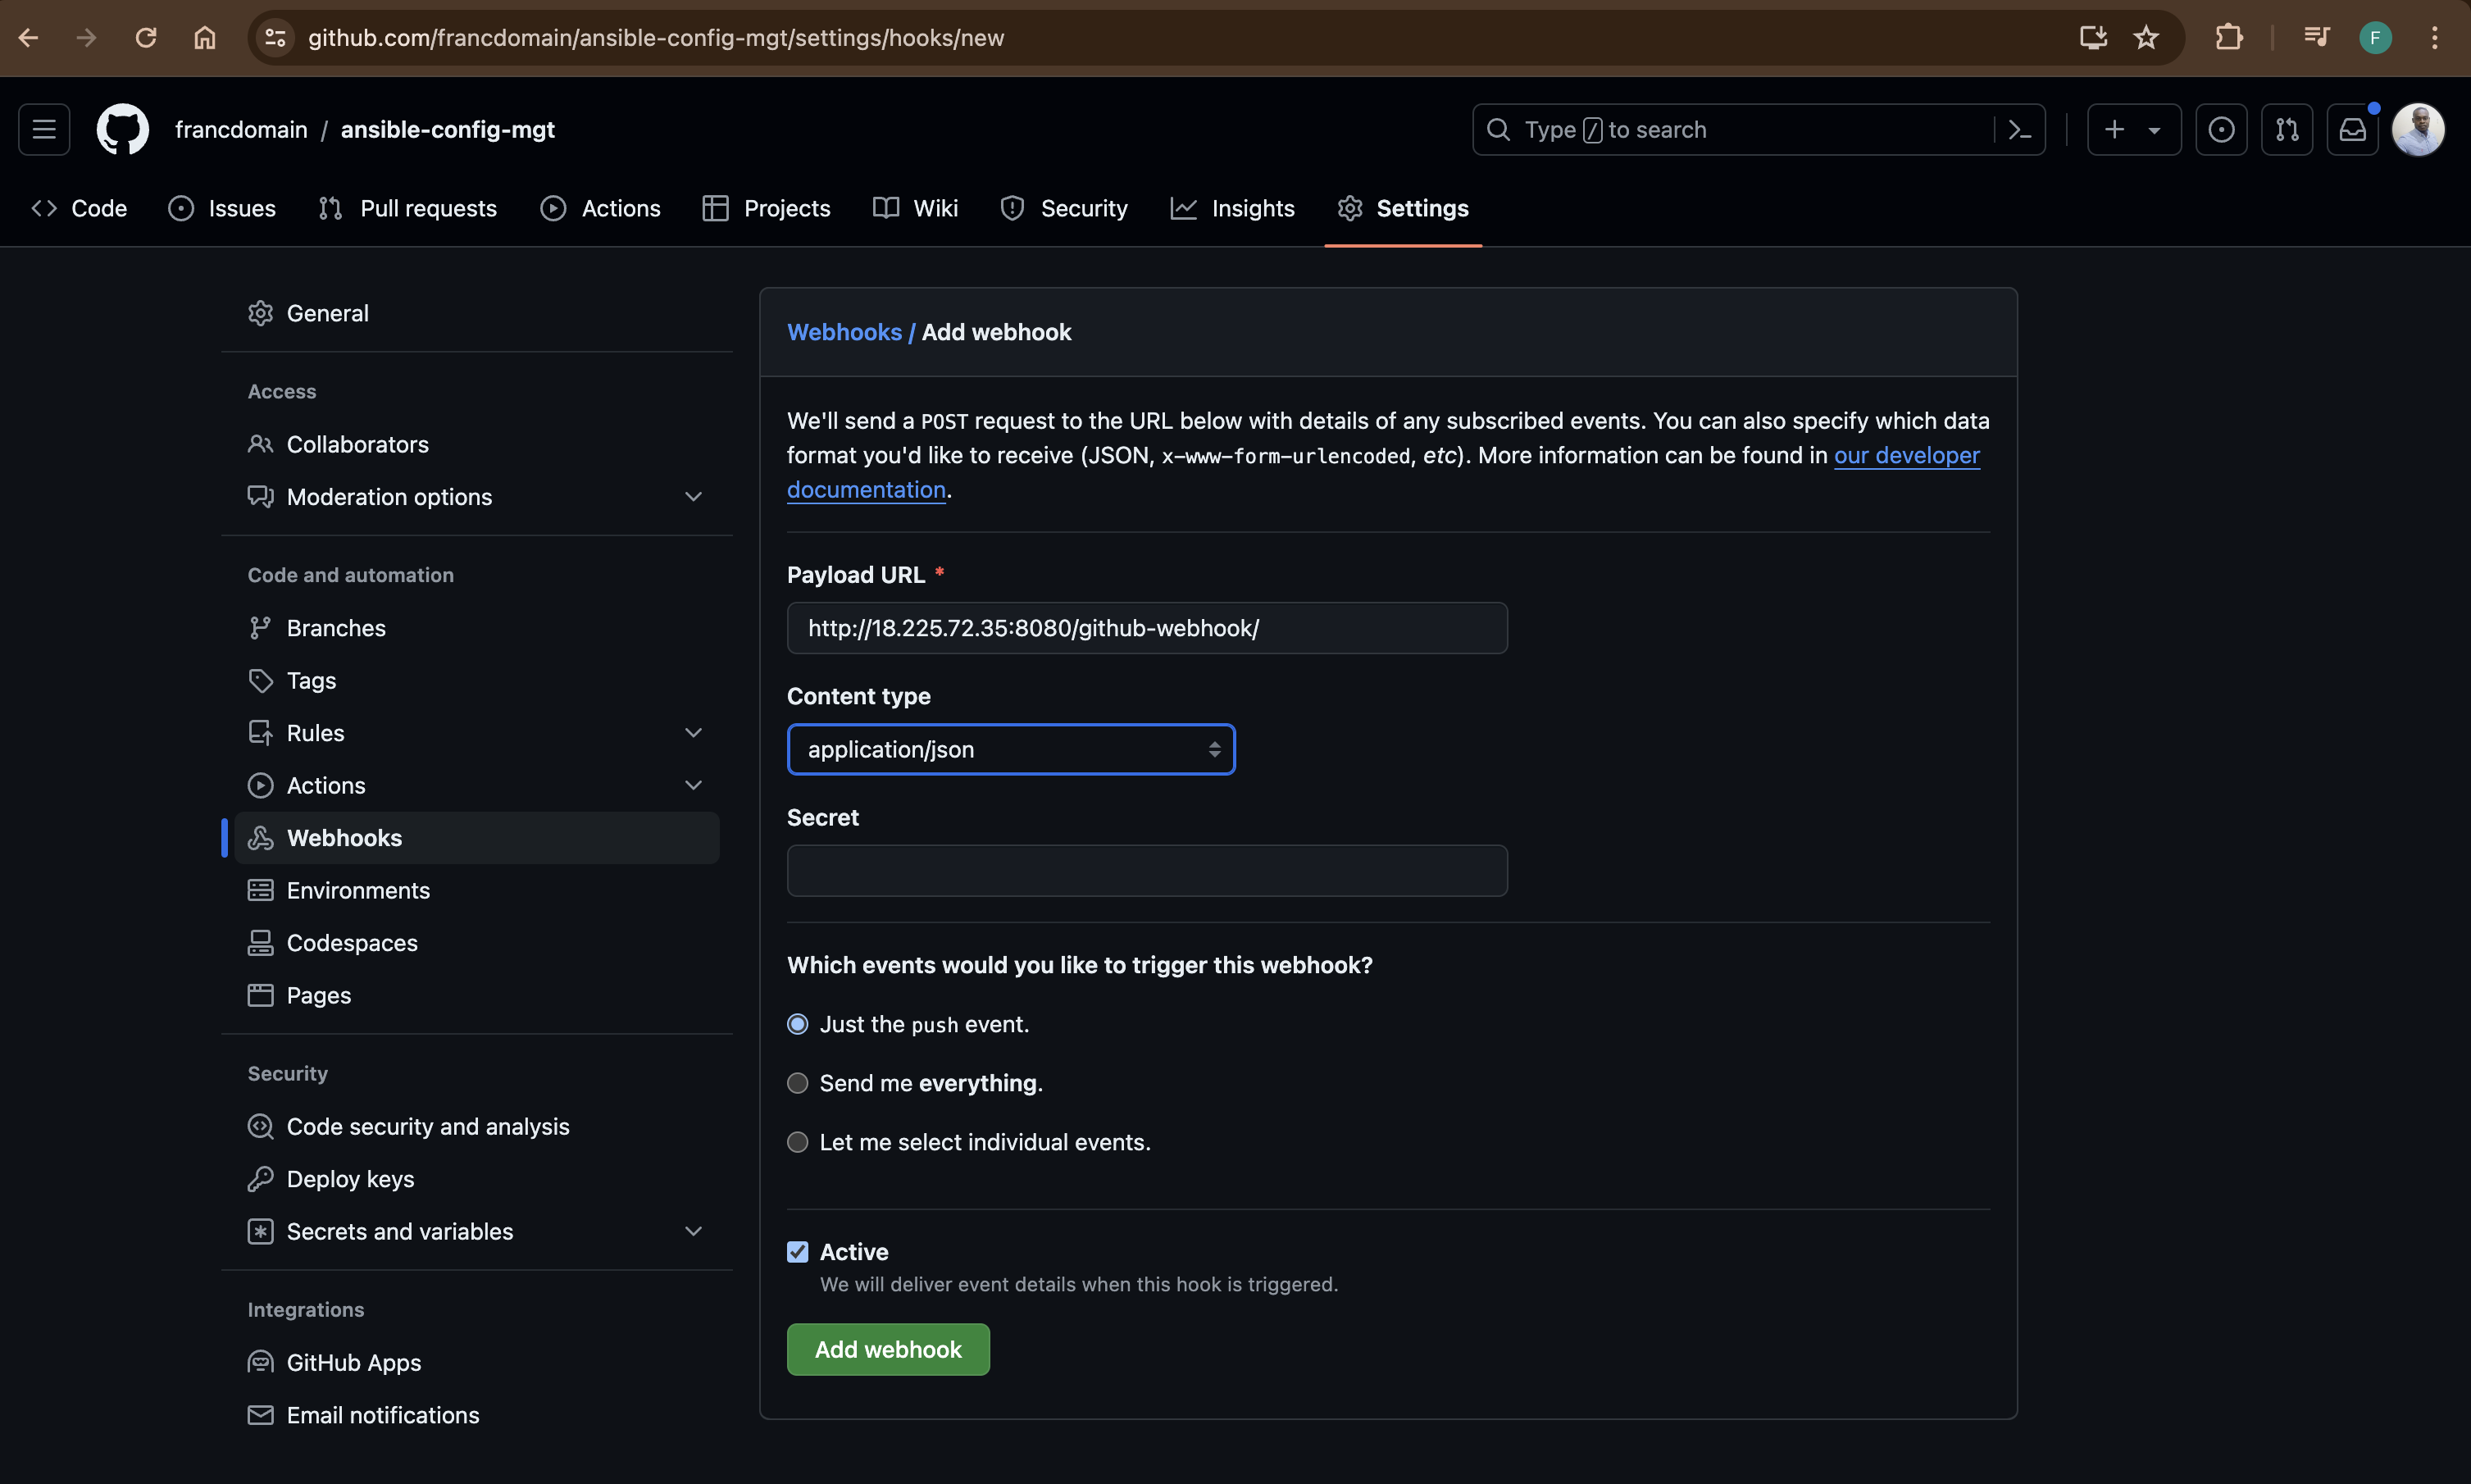 github.com/francdomain/ansible-config-mgt/settings/hooks/new
F
francdomain / ansible-config-mgt
Type / to search
Code
Issues
Pull requests
Actions
Projects
Wiki
Security
Insights
Settings
General
Access
Collaborators
Moderation options
Code and automation
Branches
Tags
Rules
Actions
Webhooks
Environments
Codespaces
Pages
Security
Code security and analysis
Deploy keys
Secrets and variables
Integrations
GitHub Apps
Email notifications
Webhooks / Add webhook
We'll send a POST request to the URL below with details of any subscribed events. You can also specify which data
format you'd like to receive (JSON, x-www-form-urlencoded, etc). More information can be found in our developer
documentation.
Payload URL *
http://18.225.72.35:8080/github-webhook/
Content type
application/json
Secret
Which events would you like to trigger this webhook?
Just the push event.
Send me everything.
Let me select individual events.
Active
We will deliver event details when this hook is triggered.
Add webhook